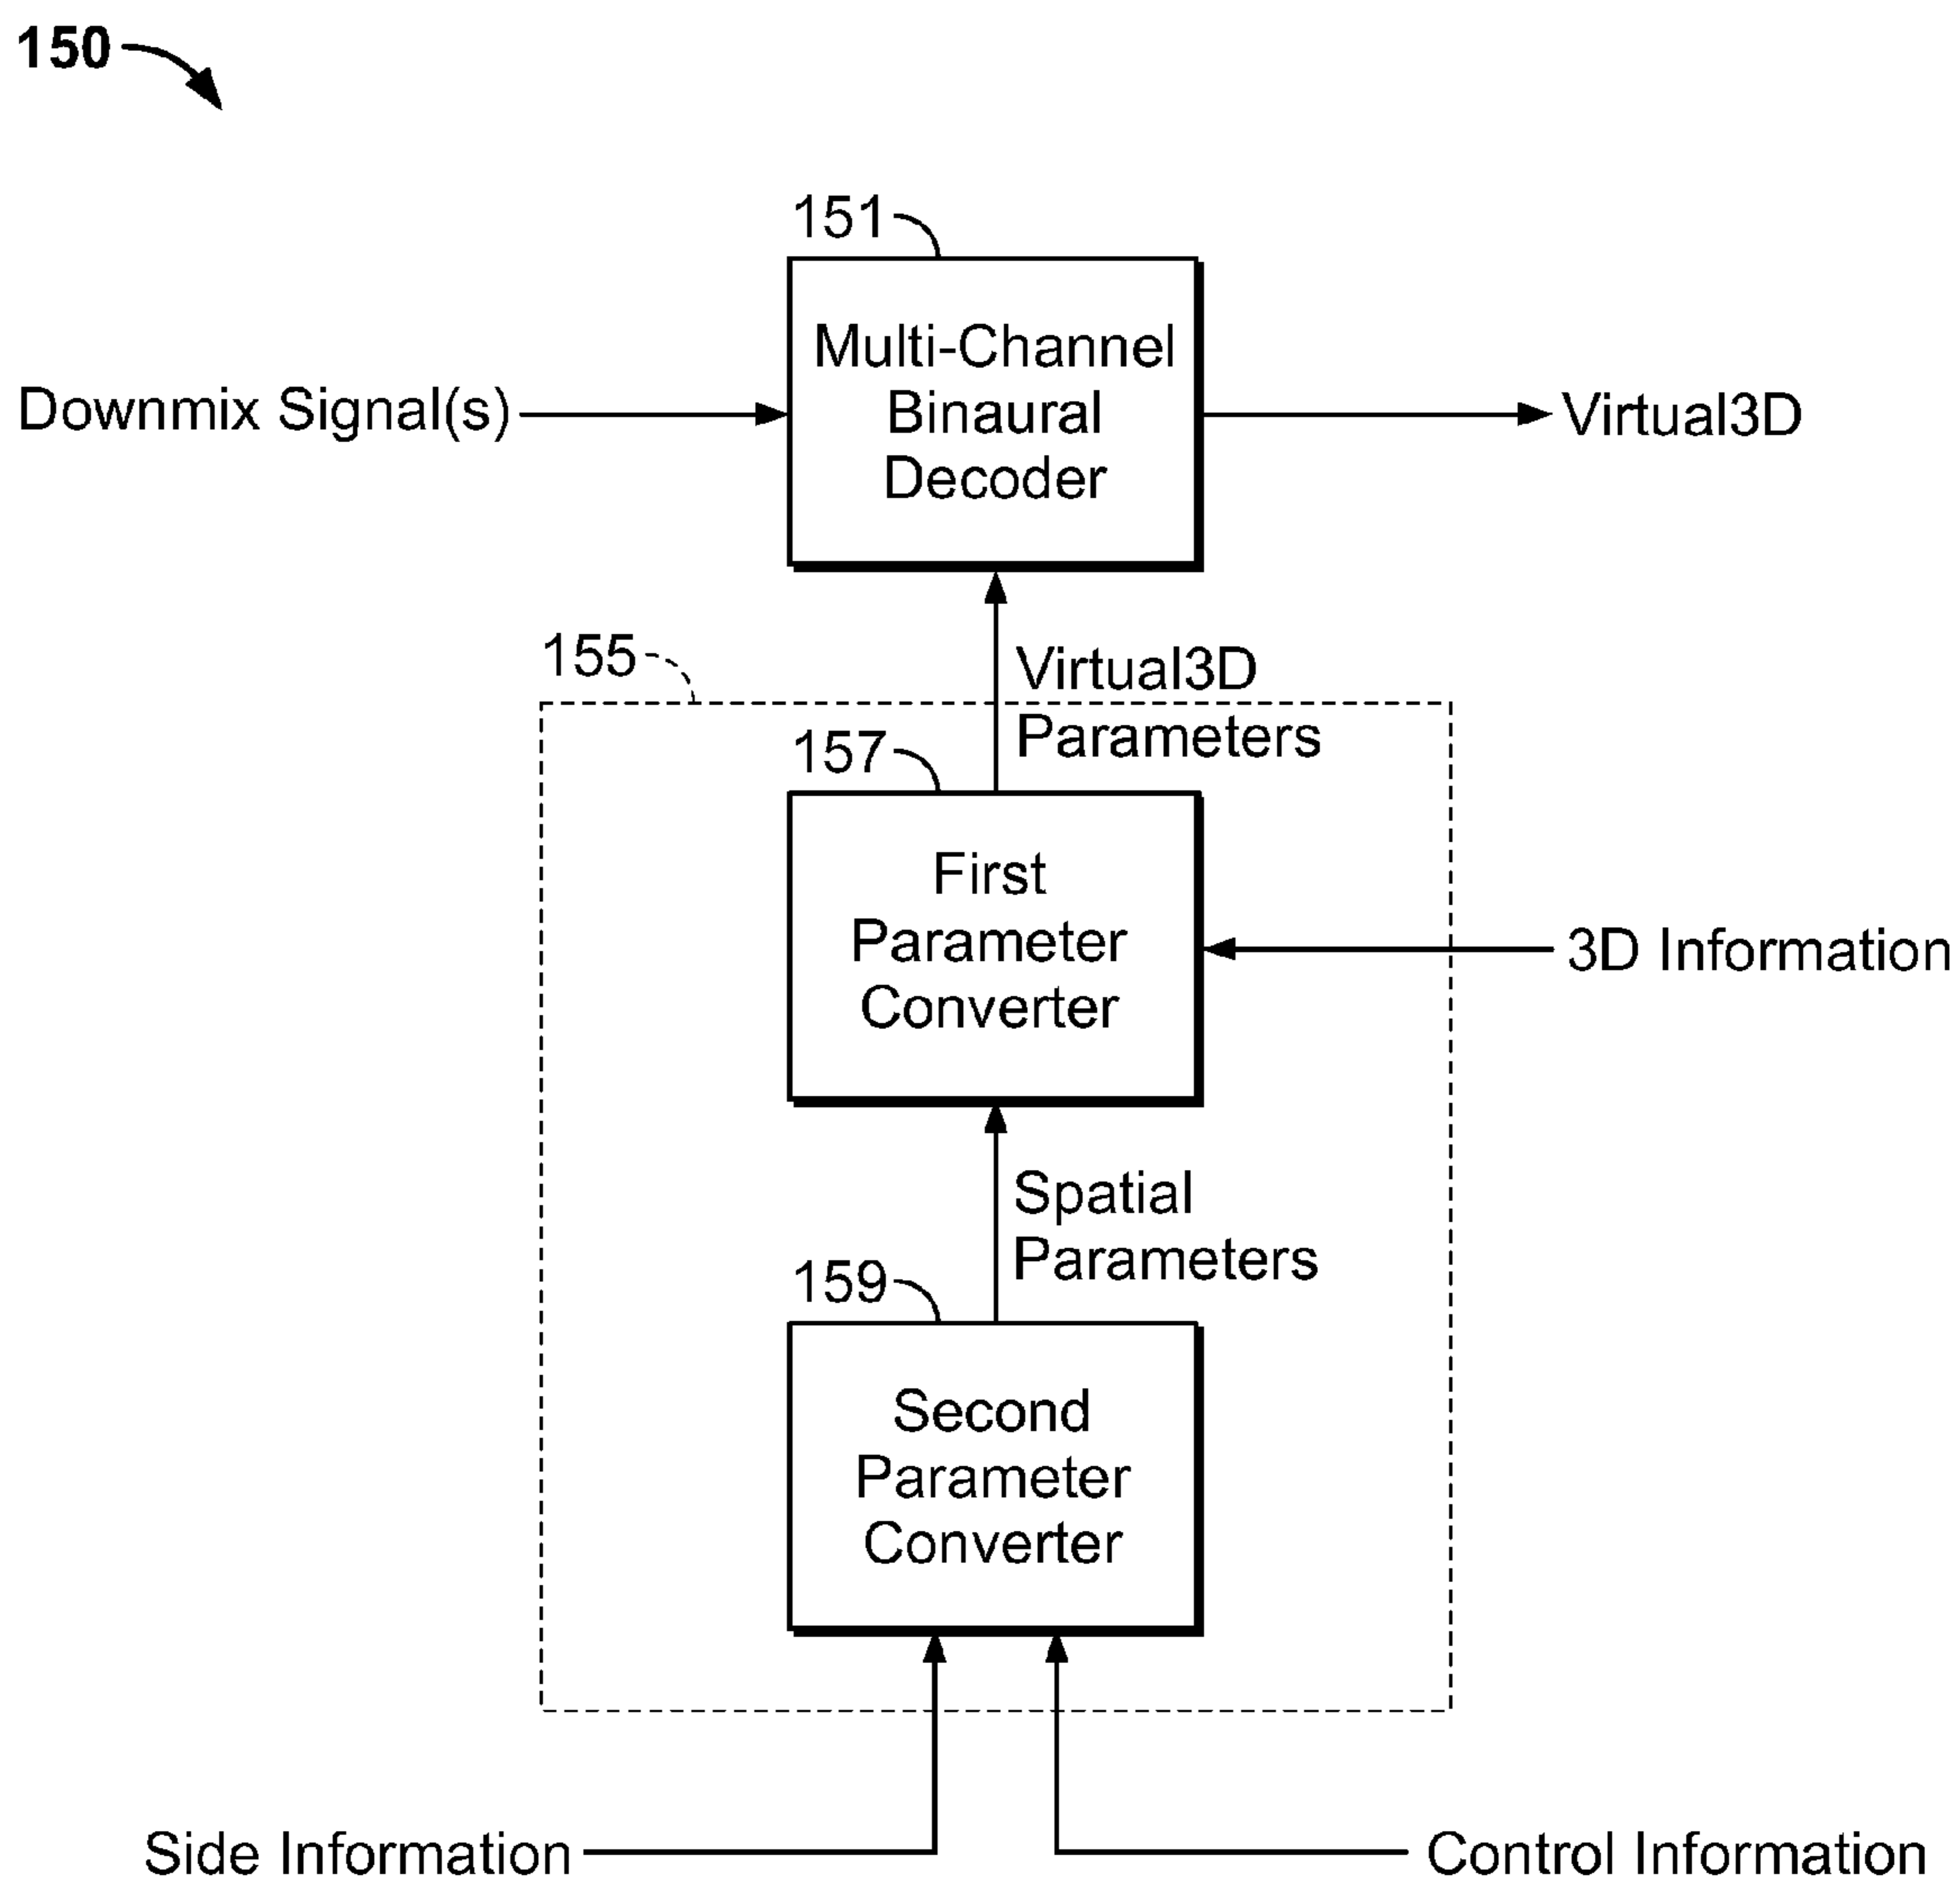 150
151
Multi-Channel
Binaural
Decoder
Downmix Signal(s)
Virtual3D
155
Virtual3D
Parameters
157
First
Parameter
Converter
3D Information
Spatial
Parameters
159
Second
Parameter
Converter
Side Information
Control Information